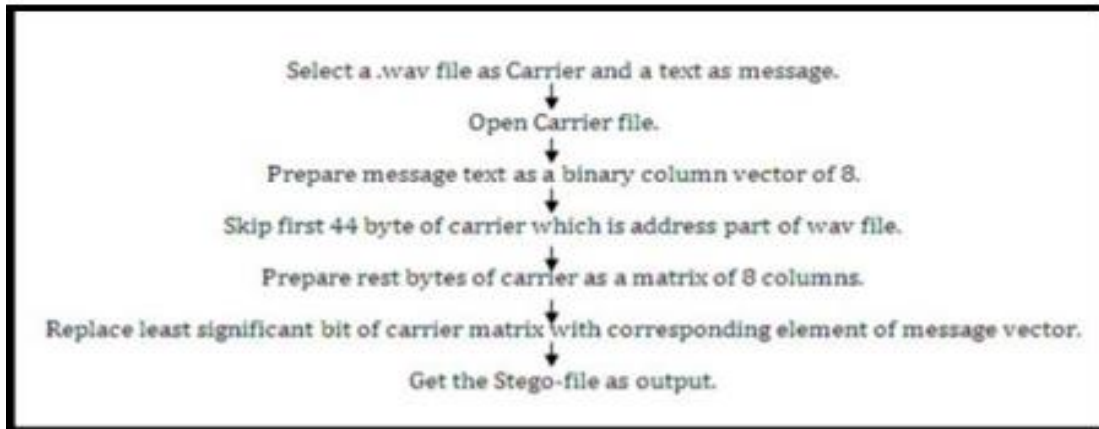 Select a .wav file as Carrier and a text as message.
Open Carrier file.
Prepare message text as a binary column vector of 8.
Skip first 44 byte of carrier which is address part of wav file.
Prepare rest bytes of carrier as a matrix of 8 columns.
Replace least significant bit of carrier matrix with corresponding element of message vector.
Get the Stego-file as output.